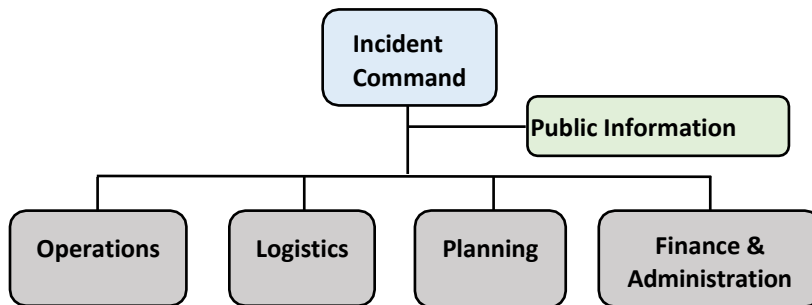 Incident
Command
Public Information
Operations
Logistics
Planning
Finance &
Administration